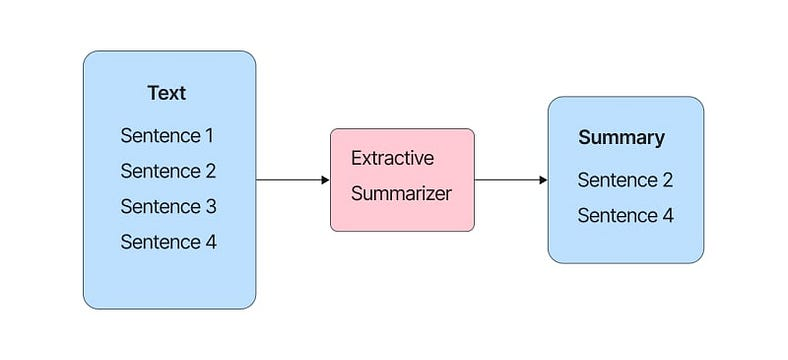 Text
Sentence 1
Sentence 2
Sentence 3
Sentence 4
Extractive
Summarizer
Summary
Sentence 2
Sentence 4